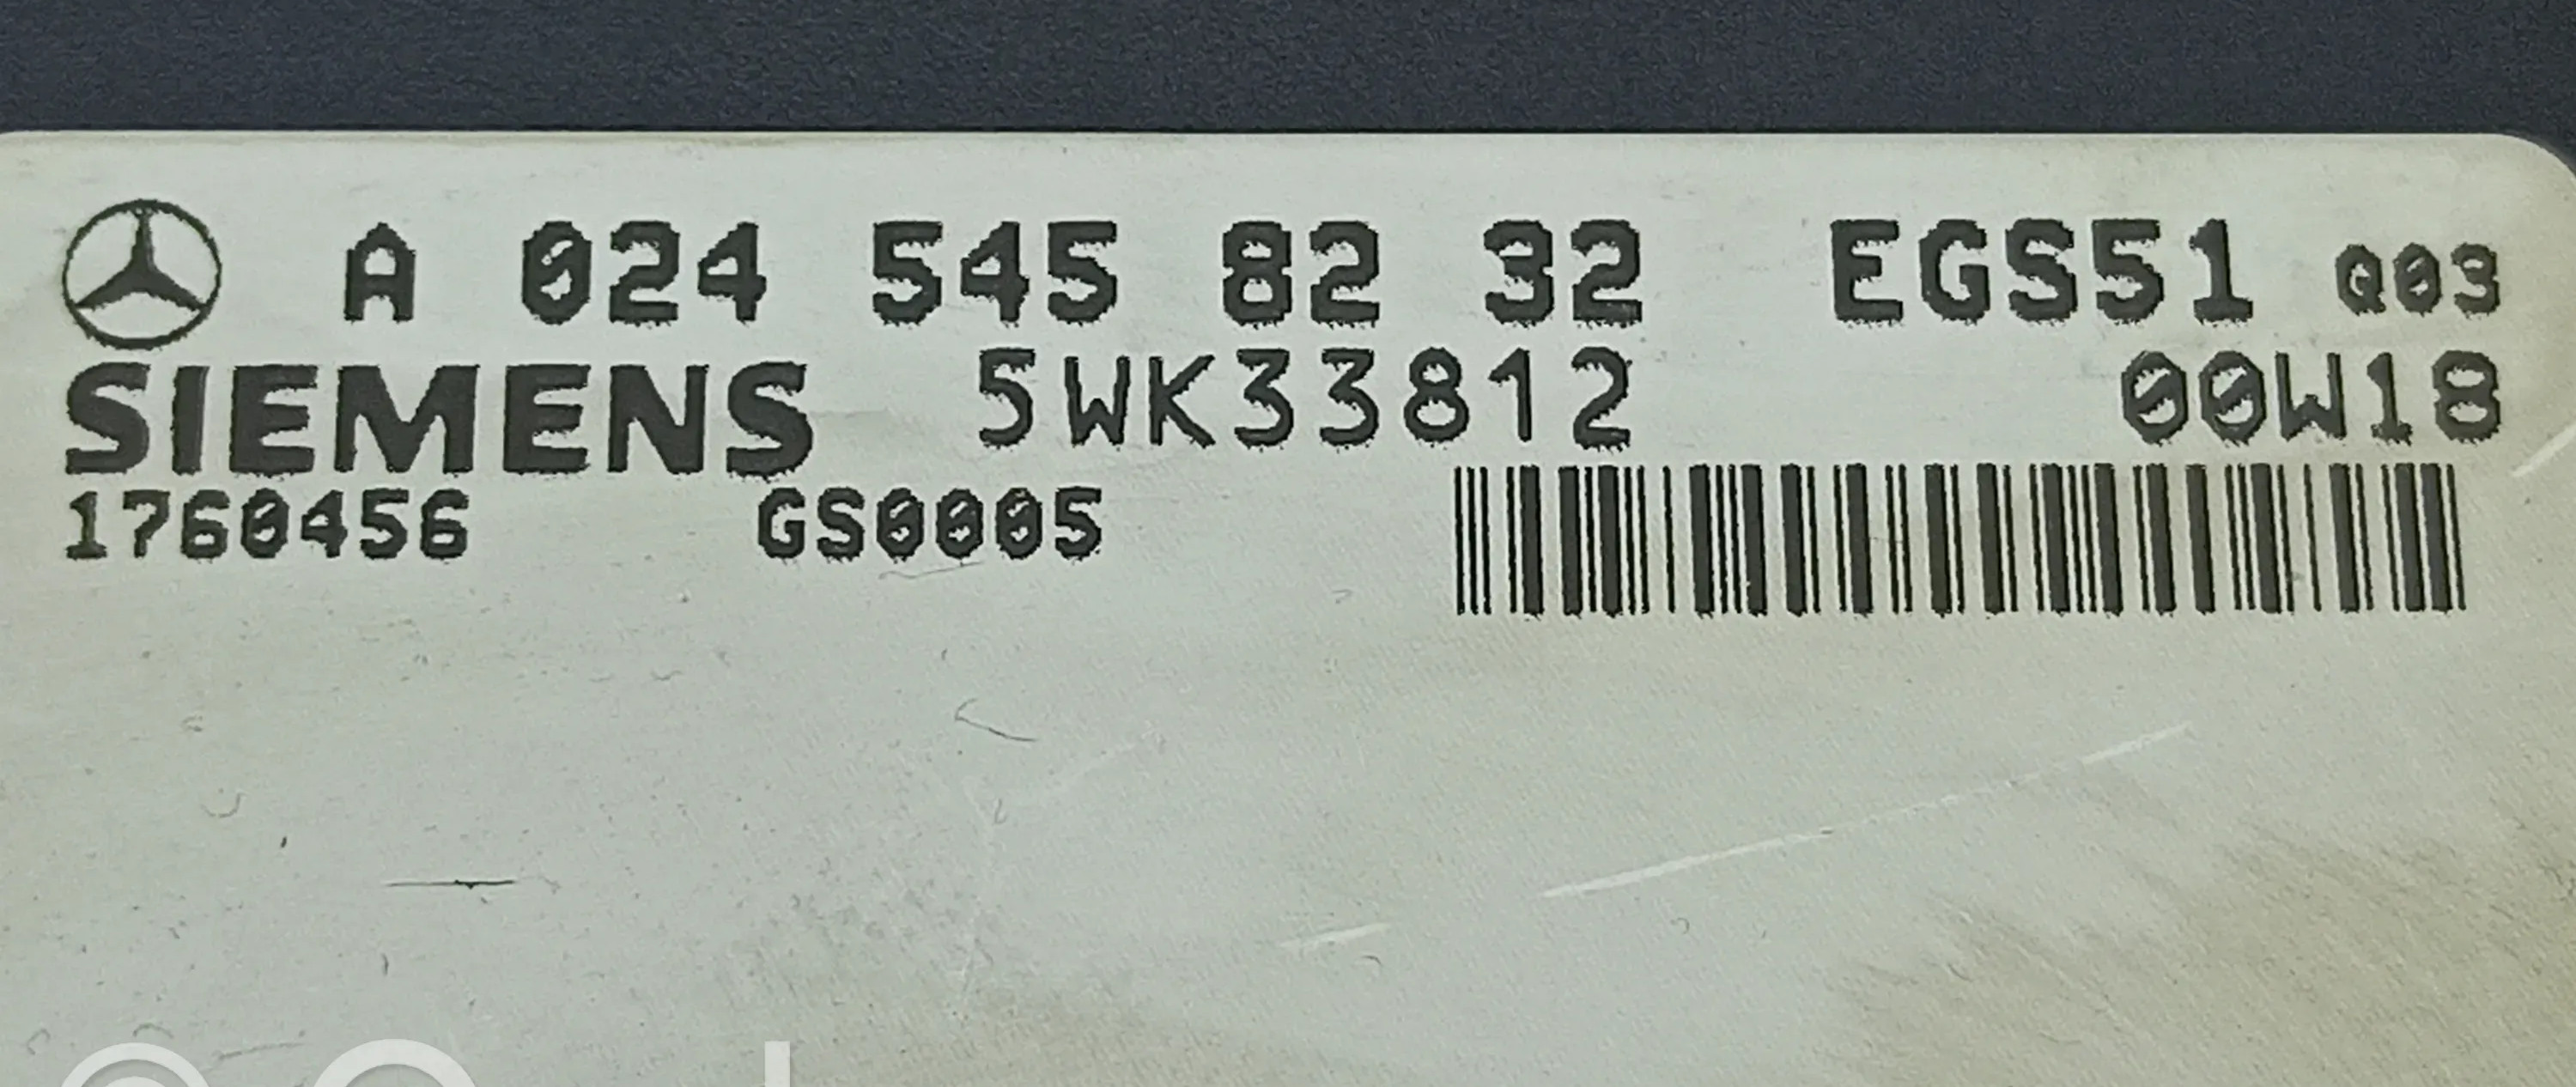 A 024 545 82 32 EGS51 Q03
SIEMENS 5WK33812 00W18
1760456 GS0005